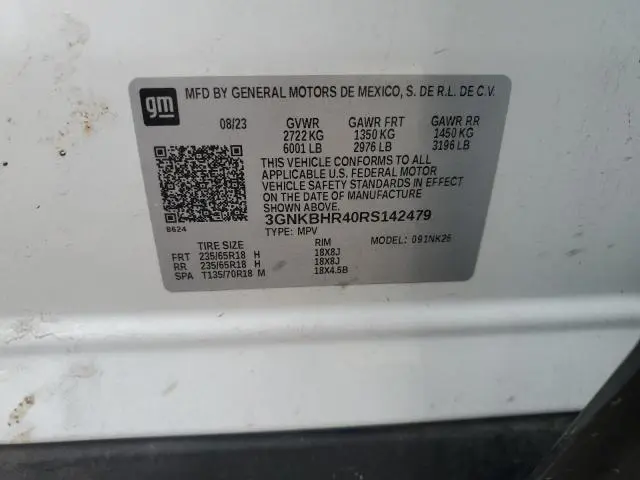 gm
MFD BY GENERAL MOTORS DE MEXICO, S. DE R.L. DE C.V.
08/23 GVWR GAWR FRT GAWR RR
2722 KG 1350 KG 1450 KG
6001 LB 2976 LB 3196 LB
THIS VEHICLE CONFORMS TO ALL
APPLICABLE U.S. FEDERAL MOTOR
VEHICLE SAFETY STANDARDS IN EFFECT
ON THE DATE OF MANUFACTURE
SHOWN ABOVE.
3GNKBHR40RS142479
8624
TYPE: MPV MODEL: 091NK26
TIRE SIZE RIM
FRT 235/65R18 H 18X8J
RR 235/65R18 H 18X8J
SPA T135/70R18 M 18X4.5B